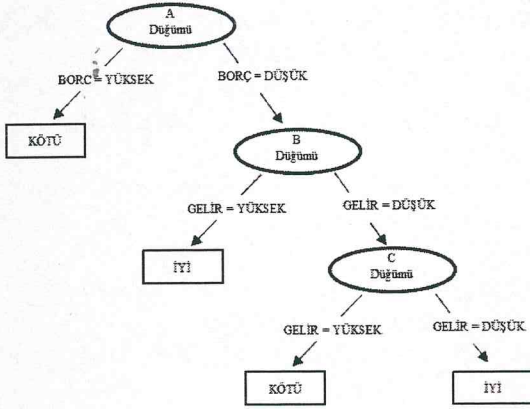 A
Düğümü
BORÇ = YÜKSEK
BORÇ = DÜŞÜK
KÖTÜ
B
Düğümü
GELİR = YÜKSEK
GELİR = DÜŞÜK
İYİ
C
Düğümü
GELİR = YÜKSEK
GELİR = DÜŞÜK
KÖTÜ
İYİ